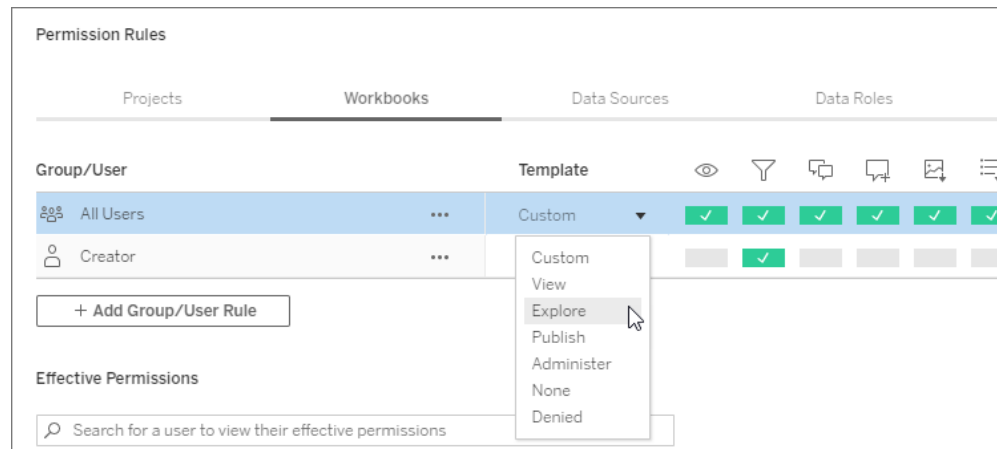 Permission Rules
Projects Workbooks Data Sources Data Roles
Group/User Template
All Users ••• Custom
Creator •••
Custom
View
Explore
Publish
Administer
None
Denied
+ Add Group/User Rule
Effective Permissions
Search for a user to view their effective permissions